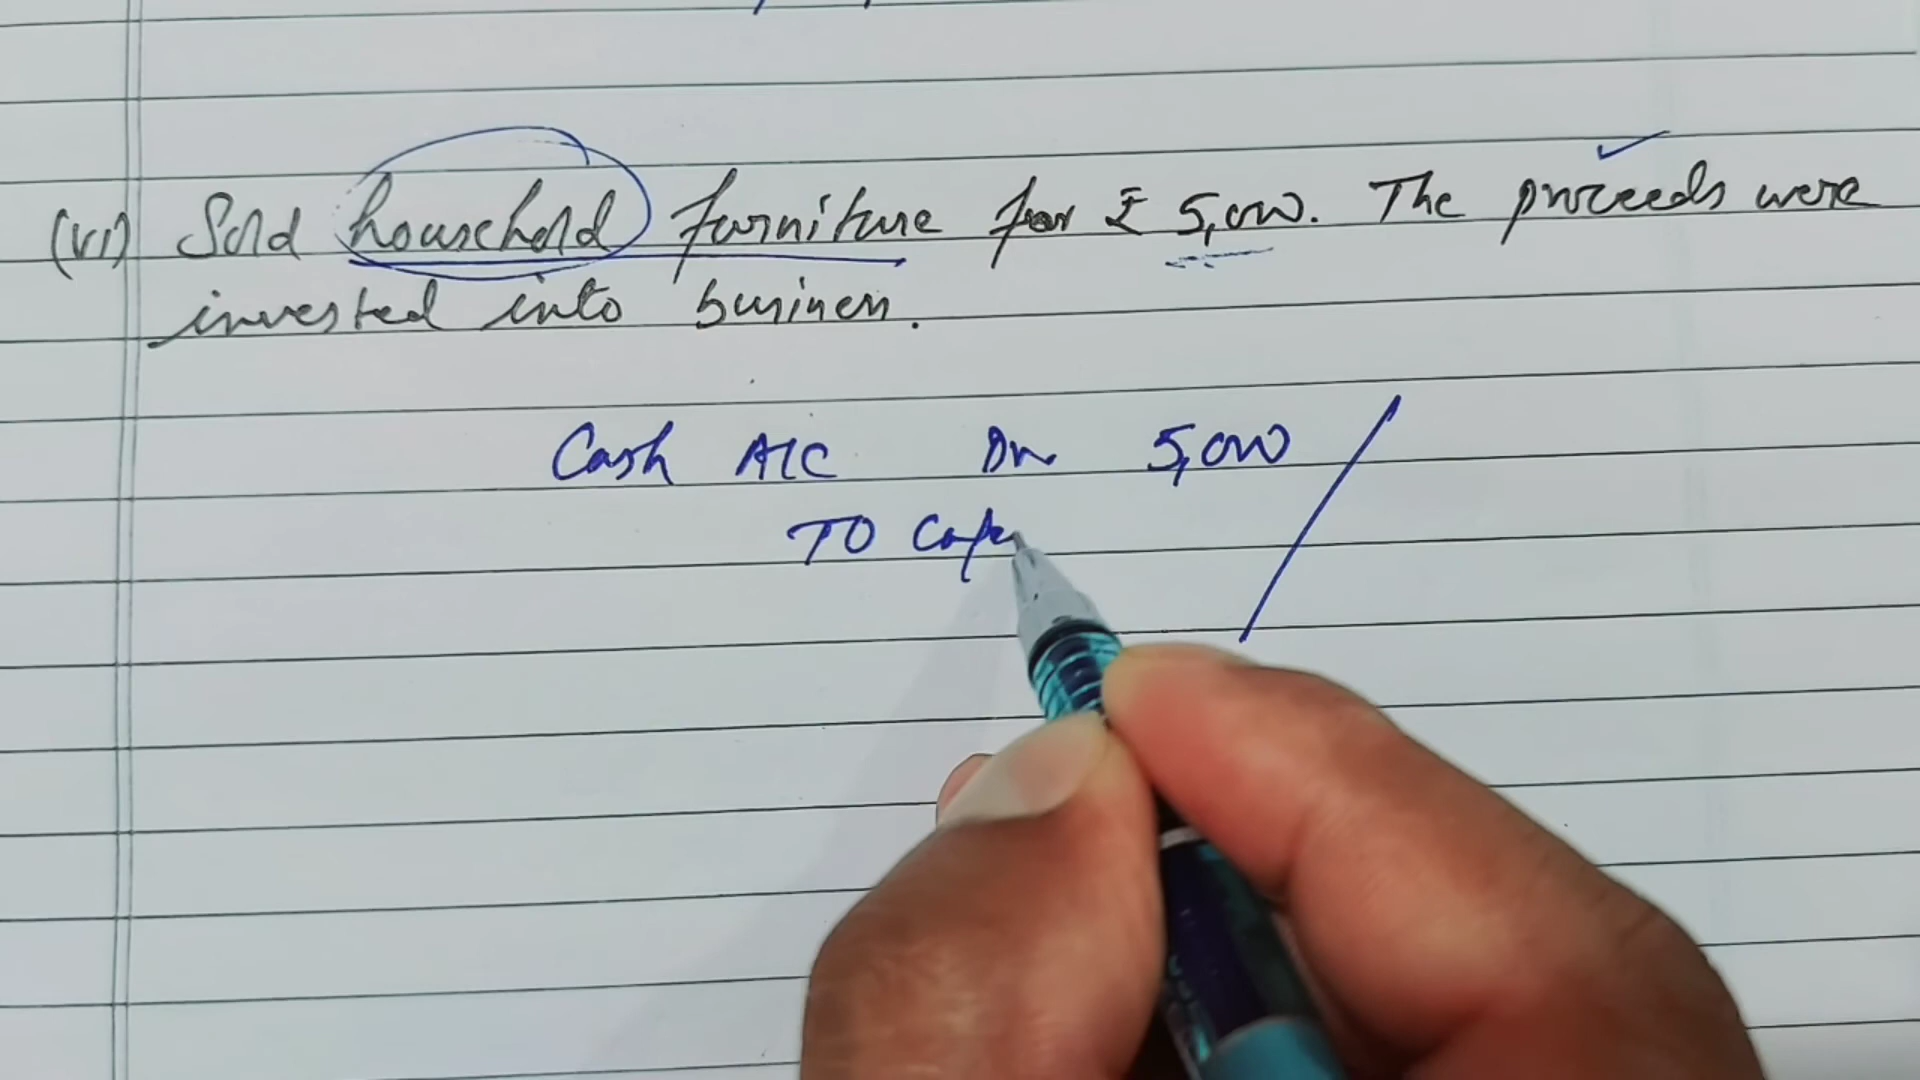 (vi) Sold household furniture for ₹ 5,000. The proceeds were
invested into business.
Cash A/C Dr 5,000
TO Cap